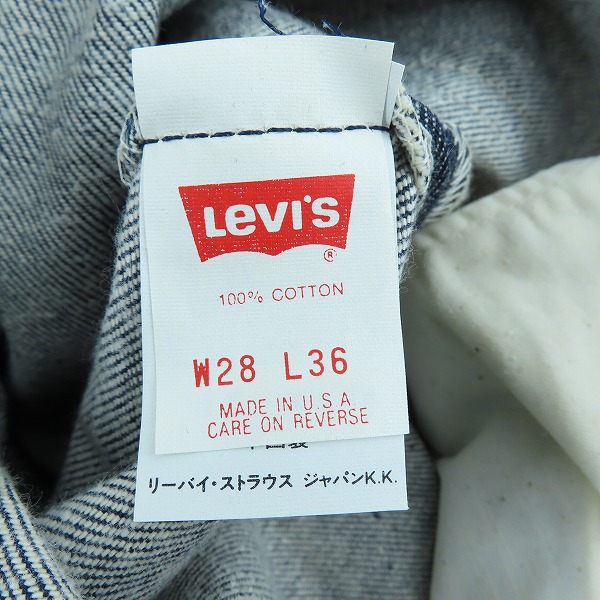 Levi's
®
100% COTTON
W28 L36
MADE IN U.S.A
CARE ON REVERSE
リーバイ・ストラウス ジャパンK.K.